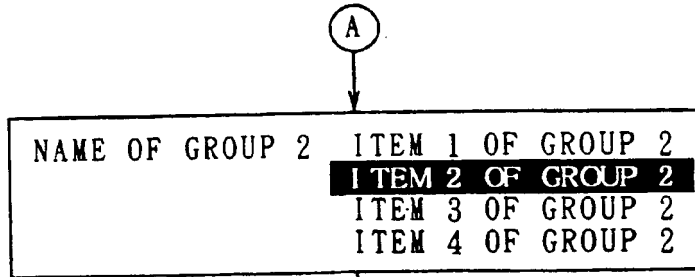 A
NAME OF GROUP 2 ITEM 1 OF GROUP 2
ITEM 2 OF GROUP 2
ITEM 3 OF GROUP 2
ITEM 4 OF GROUP 2